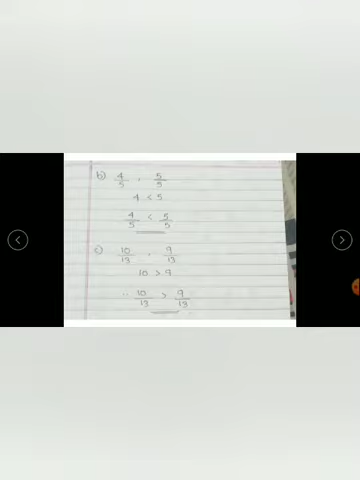 b) 4/5 , 5/5
4 < 5
4/5 < 5/5
c) 10/13 , 9/13
10 > 9
∴ 10/13 > 9/13